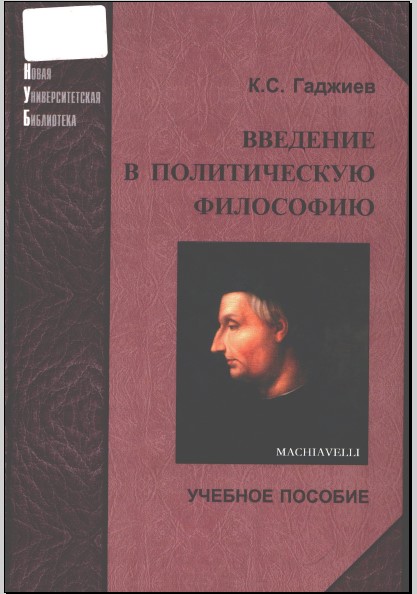 Новая
Университетская
Библиотека
К.С. Гаджиев
ВВЕДЕНИЕ
В ПОЛИТИЧЕСКУЮ
ФИЛОСОФИЮ
MACHIAVELLI
УЧЕБНОЕ ПОСОБИЕ